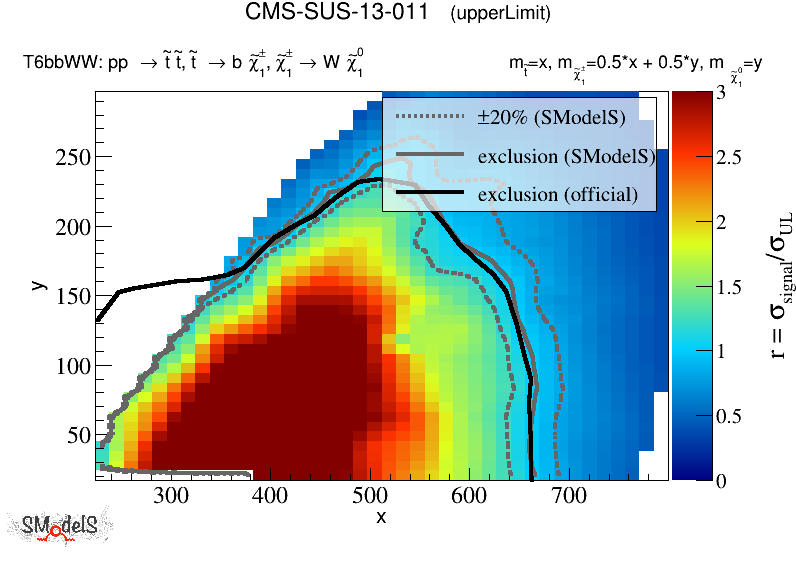 CMS-SUS-13-011 (upperLimit)
T6bbWW: pp → t̃ t̃, t̃ → b χ̃₁±, χ̃₁± → W χ̃₁⁰
m_t̃=x, m_χ̃₁±=0.5*x + 0.5*y, m_χ̃₁⁰=y
±20% (SModelS)
exclusion (SModelS)
exclusion (official)
250
200
150
100
50
y
300 400 500 600 700
x
3
2.5
2
1.5
1
0.5
0
r = σ_signal/σ_UL
SModelS